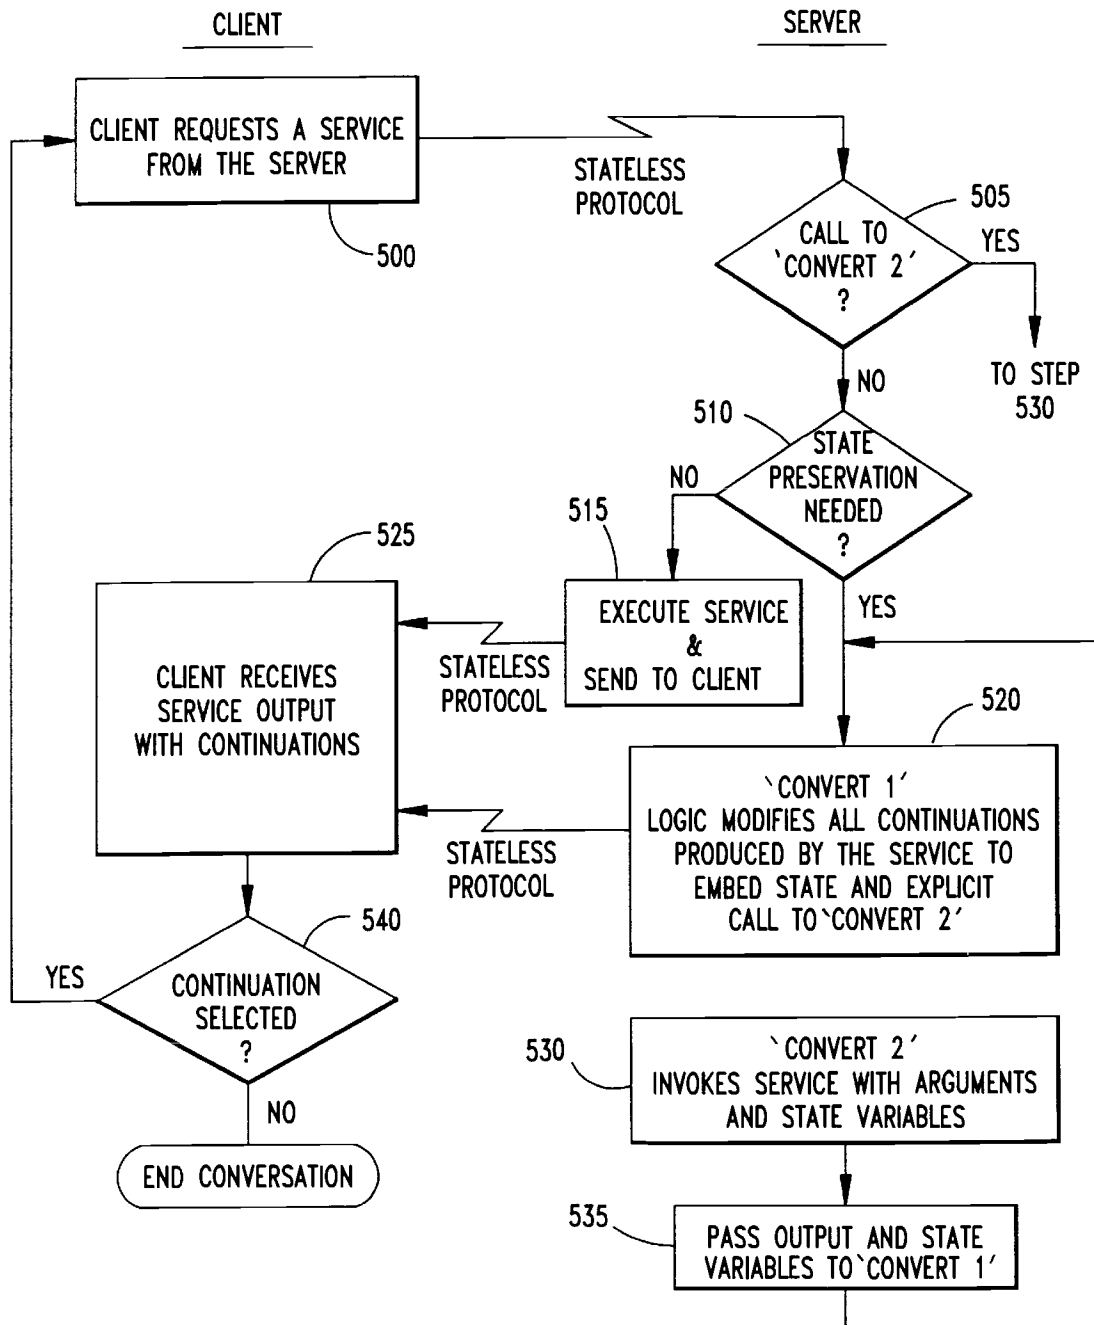 CLIENT
SERVER
CLIENT REQUESTS A SERVICE
FROM THE SERVER
500
STATELESS
PROTOCOL
505
CALL TO
`CONVERT 2'
?
YES
TO STEP
530
NO
510
STATE
PRESERVATION
NEEDED
?
NO
YES
515
EXECUTE SERVICE
&
SEND TO CLIENT
STATELESS
PROTOCOL
525
CLIENT RECEIVES
SERVICE OUTPUT
WITH CONTINUATIONS
520
`CONVERT 1'
LOGIC MODIFIES ALL CONTINUATIONS
PRODUCED BY THE SERVICE TO
EMBED STATE AND EXPLICIT
CALL TO `CONVERT 2'
STATELESS
PROTOCOL
540
YES
CONTINUATION
SELECTED
?
NO
END CONVERSATION
530
`CONVERT 2'
INVOKES SERVICE WITH ARGUMENTS
AND STATE VARIABLES
535
PASS OUTPUT AND STATE
VARIABLES TO `CONVERT 1'